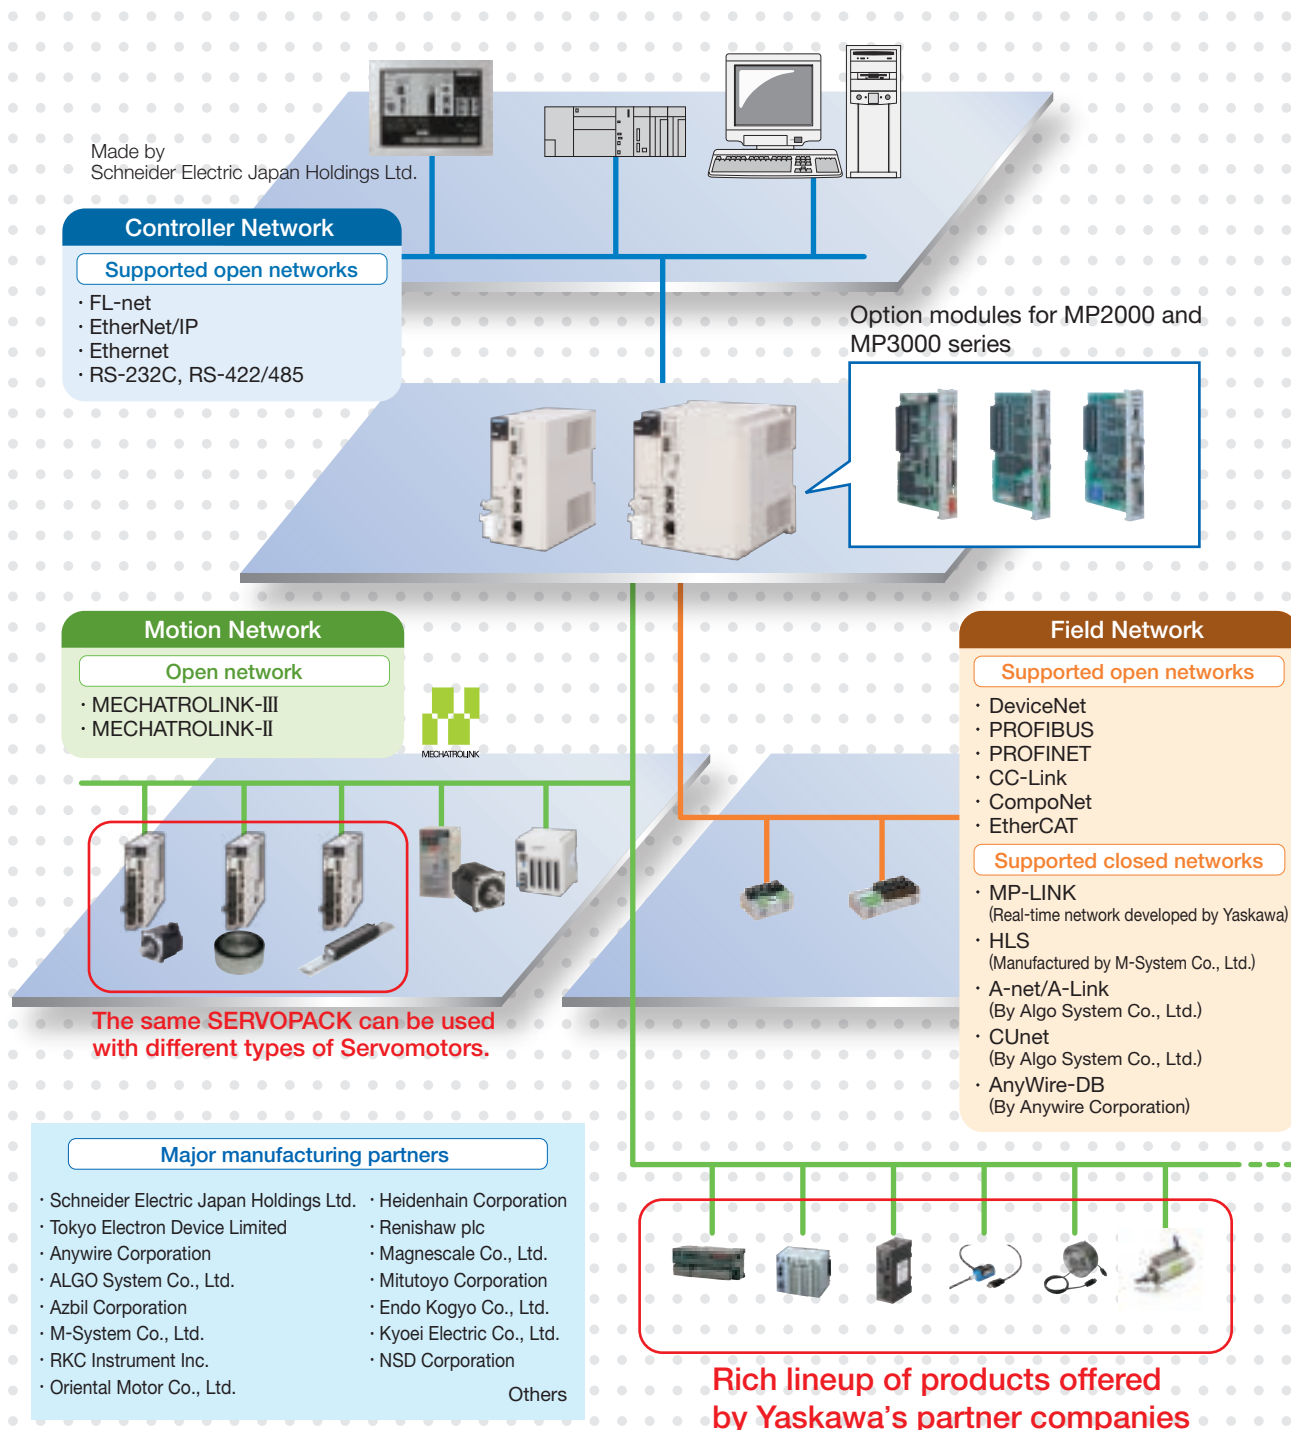 Made by
Schneider Electric Japan Holdings Ltd.
Controller Network
Supported open networks
・FL-net
・EtherNet/IP
・Ethernet
・RS-232C, RS-422/485
Option modules for MP2000 and
MP3000 series
Motion Network
Open network
・MECHATROLINK-III
・MECHATROLINK-II
MECHATROLINK
Field Network
Supported open networks
・DeviceNet
・PROFIBUS
・PROFINET
・CC-Link
・CompoNet
・EtherCAT
Supported closed networks
・MP-LINK
(Real-time network developed by Yaskawa)
・HLS
(Manufactured by M-System Co., Ltd.)
・A-net/A-Link
(By Algo System Co., Ltd.)
・CUnet
(By Algo System Co., Ltd.)
・AnyWire-DB
(By Anywire Corporation)
The same SERVOPACK can be used
with different types of Servomotors.
Major manufacturing partners
・Schneider Electric Japan Holdings Ltd.
・Tokyo Electron Device Limited
・Anywire Corporation
・ALGO System Co., Ltd.
・Azbil Corporation
・M-System Co., Ltd.
・RKC Instrument Inc.
・Oriental Motor Co., Ltd.
・Heidenhain Corporation
・Renishaw plc
・Magnescale Co., Ltd.
・Mitutoyo Corporation
・Endo Kogyo Co., Ltd.
・Kyoei Electric Co., Ltd.
・NSD Corporation
Others
Rich lineup of products offered
by Yaskawa's partner companies